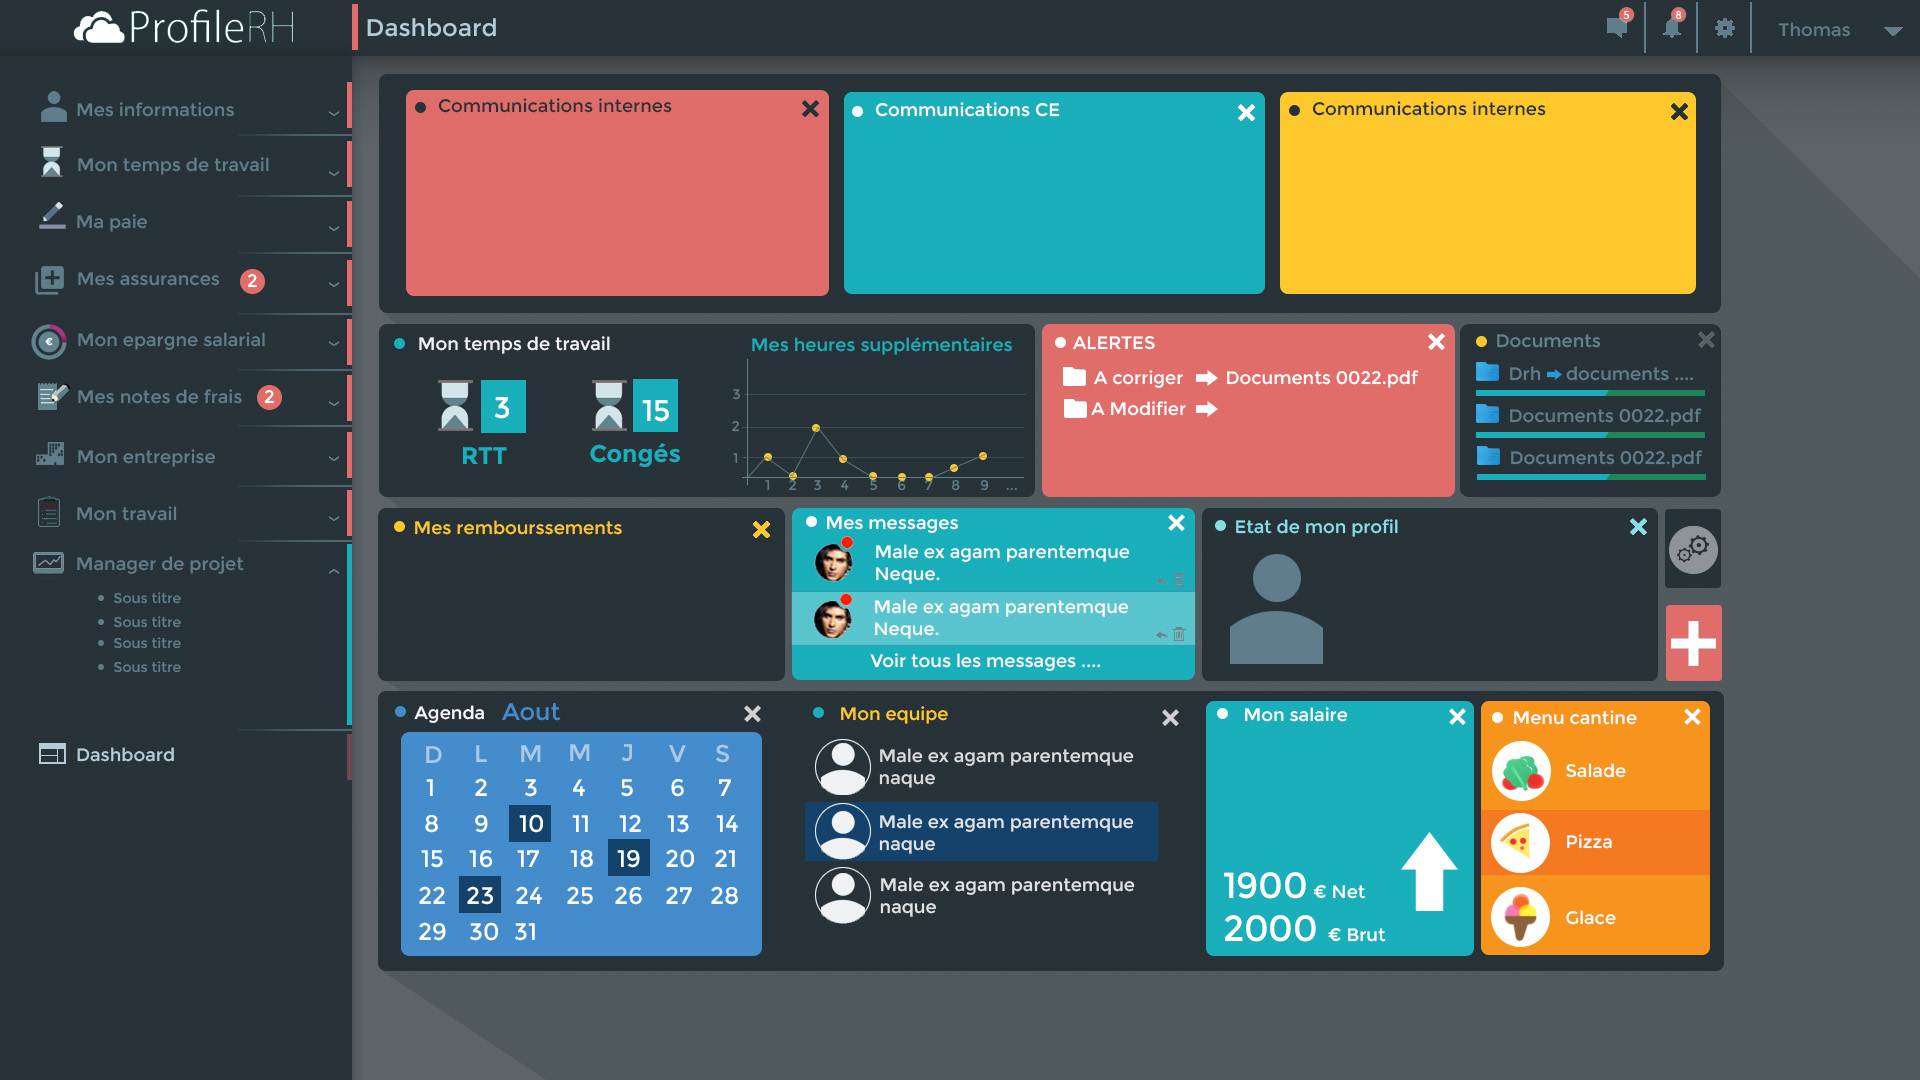 ProfileRH
Dashboard
5
8
Thomas
Mes informations
Mon temps de travail
Ma paie
Mes assurances 2
Mon epargne salarial
€
Mes notes de frais 2
Mon entreprise
Mon travail
Manager de projet
Sous titre
Sous titre
Sous titre
Sous titre
Dashboard
Communications internes
Communications CE
Communications internes
Mon temps de travail
3
RTT
15
Congés
Mes heures supplémentaires
3
2
1
1 2 3 4 5 6 7 8 9 ...
ALERTES
A corriger Documents 0022.pdf
A Modifier
Documents
Drh documents ....
Documents 0022.pdf
Documents 0022.pdf
Mes rembourssements
Mes messages
Male ex agam parentemque
Neque.
Male ex agam parentemque
Neque.
Voir tous les messages ....
Etat de mon profil
Agenda Aout
D L M M J V S
1 2 3 4 5 6 7
8 9 10 11 12 13 14
15 16 17 18 19 20 21
22 23 24 25 26 27 28
29 30 31
Mon equipe
Male ex agam parentemque
naque
Male ex agam parentemque
naque
Male ex agam parentemque
naque
Mon salaire
1900 € Net
2000 € Brut
Menu cantine
Salade
Pizza
Glace